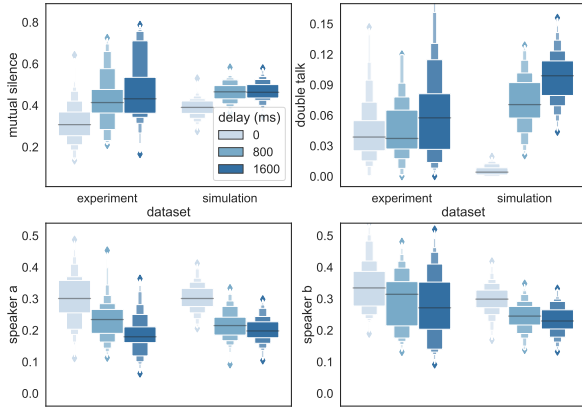 mutual silence
0.8
0.6
0.4
0.2
delay (ms)
0
800
1600
experiment
simulation
dataset
double talk
0.15
0.12
0.09
0.06
0.03
0.00
experiment
simulation
dataset
speaker a
0.5
0.4
0.3
0.2
0.1
0.0
speaker b
0.5
0.4
0.3
0.2
0.1
0.0